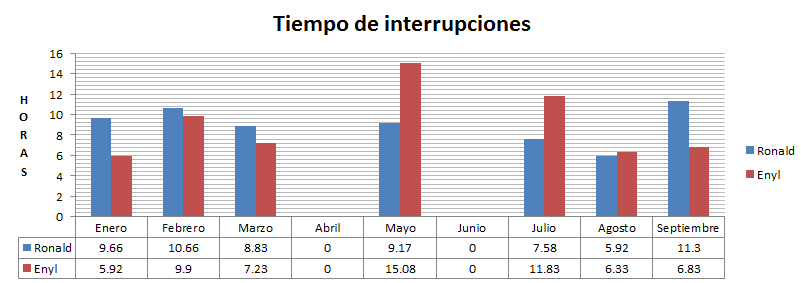 Tiempo de interrupciones
HORAS
16
14
12
10
8
6
4
2
0
Enero Febrero Marzo Abril Mayo Junio Julio Agosto Septiembre
Ronald 9.66 10.66 8.83 0 9.17 0 7.58 5.92 11.3
Enyl 5.92 9.9 7.23 0 15.08 0 11.83 6.33 6.83
Ronald
Enyl